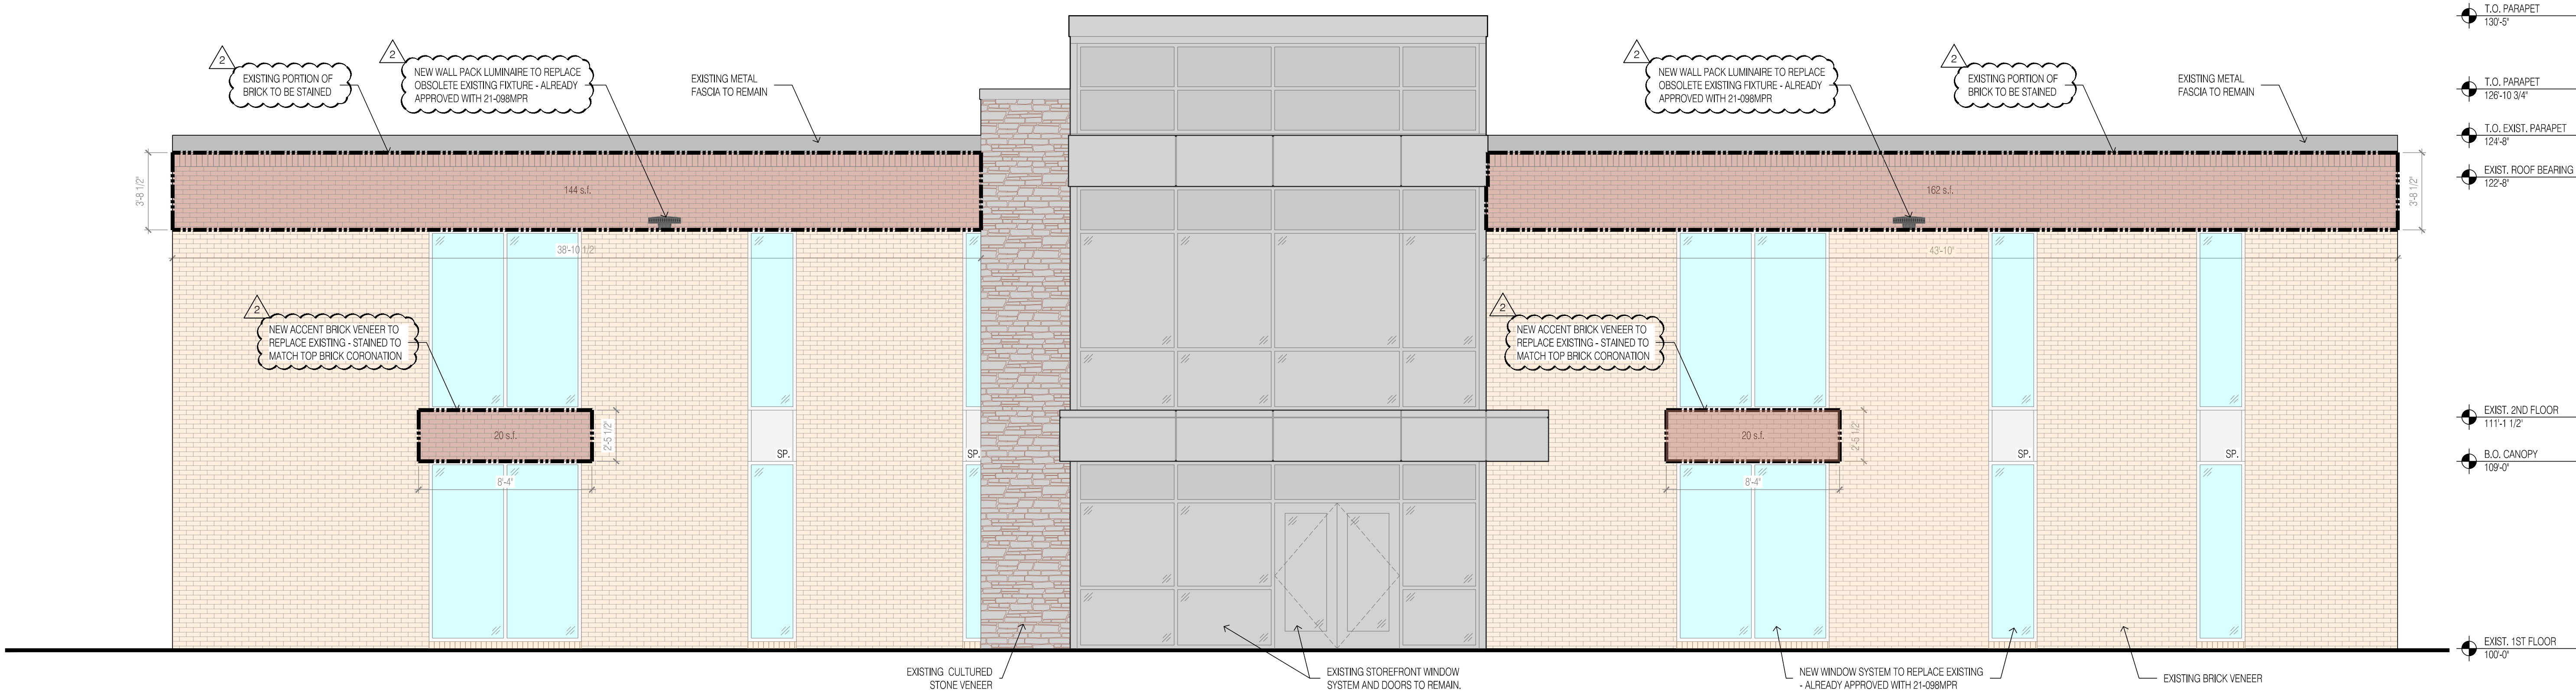 2
EXISTING PORTION OF
BRICK TO BE STAINED
2
NEW WALL PACK LUMINAIRE TO REPLACE
OBSOLETE EXISTING FIXTURE - ALREADY
APPROVED WITH 21-098MPR
EXISTING METAL
FASCIA TO REMAIN
2
NEW WALL PACK LUMINAIRE TO REPLACE
OBSOLETE EXISTING FIXTURE - ALREADY
APPROVED WITH 21-098MPR
2
EXISTING PORTION OF
BRICK TO BE STAINED
EXISTING METAL
FASCIA TO REMAIN
T.O. PARAPET
130'-5"
T.O. PARAPET
126'-10 3/4"
T.O. EXIST. PARAPET
124'-8"
EXIST. ROOF BEARING
122'-8"
3'-8 1/2"
144 s.f.
162 s.f.
3'-8 1/2"
38'-10 1/2"
43'-10"
2
NEW ACCENT BRICK VENEER TO
REPLACE EXISTING - STAINED TO
MATCH TOP BRICK CORONATION
2
NEW ACCENT BRICK VENEER TO
REPLACE EXISTING - STAINED TO
MATCH TOP BRICK CORONATION
20 s.f.
2'-5 1/2"
8'-4"
SP.
SP.
20 s.f.
2'-5 1/2"
8'-4"
SP.
SP.
EXIST. 2ND FLOOR
111'-1 1/2"
B.O. CANOPY
109'-0"
EXIST. 1ST FLOOR
100'-0"
EXISTING CULTURED
STONE VENEER
EXISTING STOREFRONT WINDOW
SYSTEM AND DOORS TO REMAIN.
NEW WINDOW SYSTEM TO REPLACE EXISTING
- ALREADY APPROVED WITH 21-098MPR
EXISTING BRICK VENEER